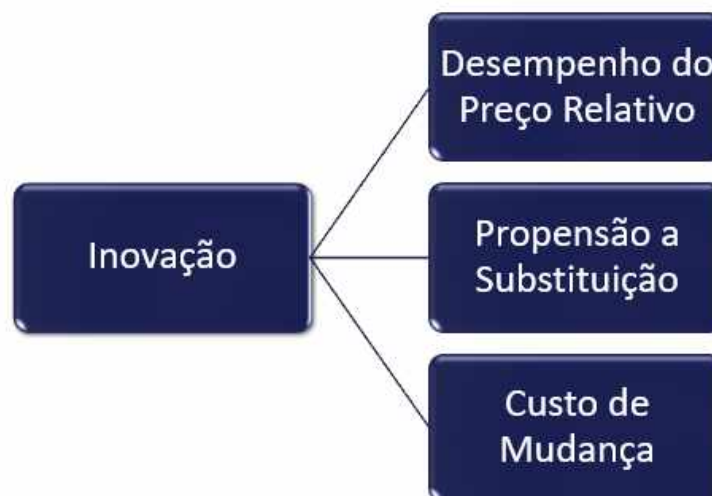 Desempenho do
Preço Relativo
Inovação
Propensão a
Substituição
Custo de
Mudança